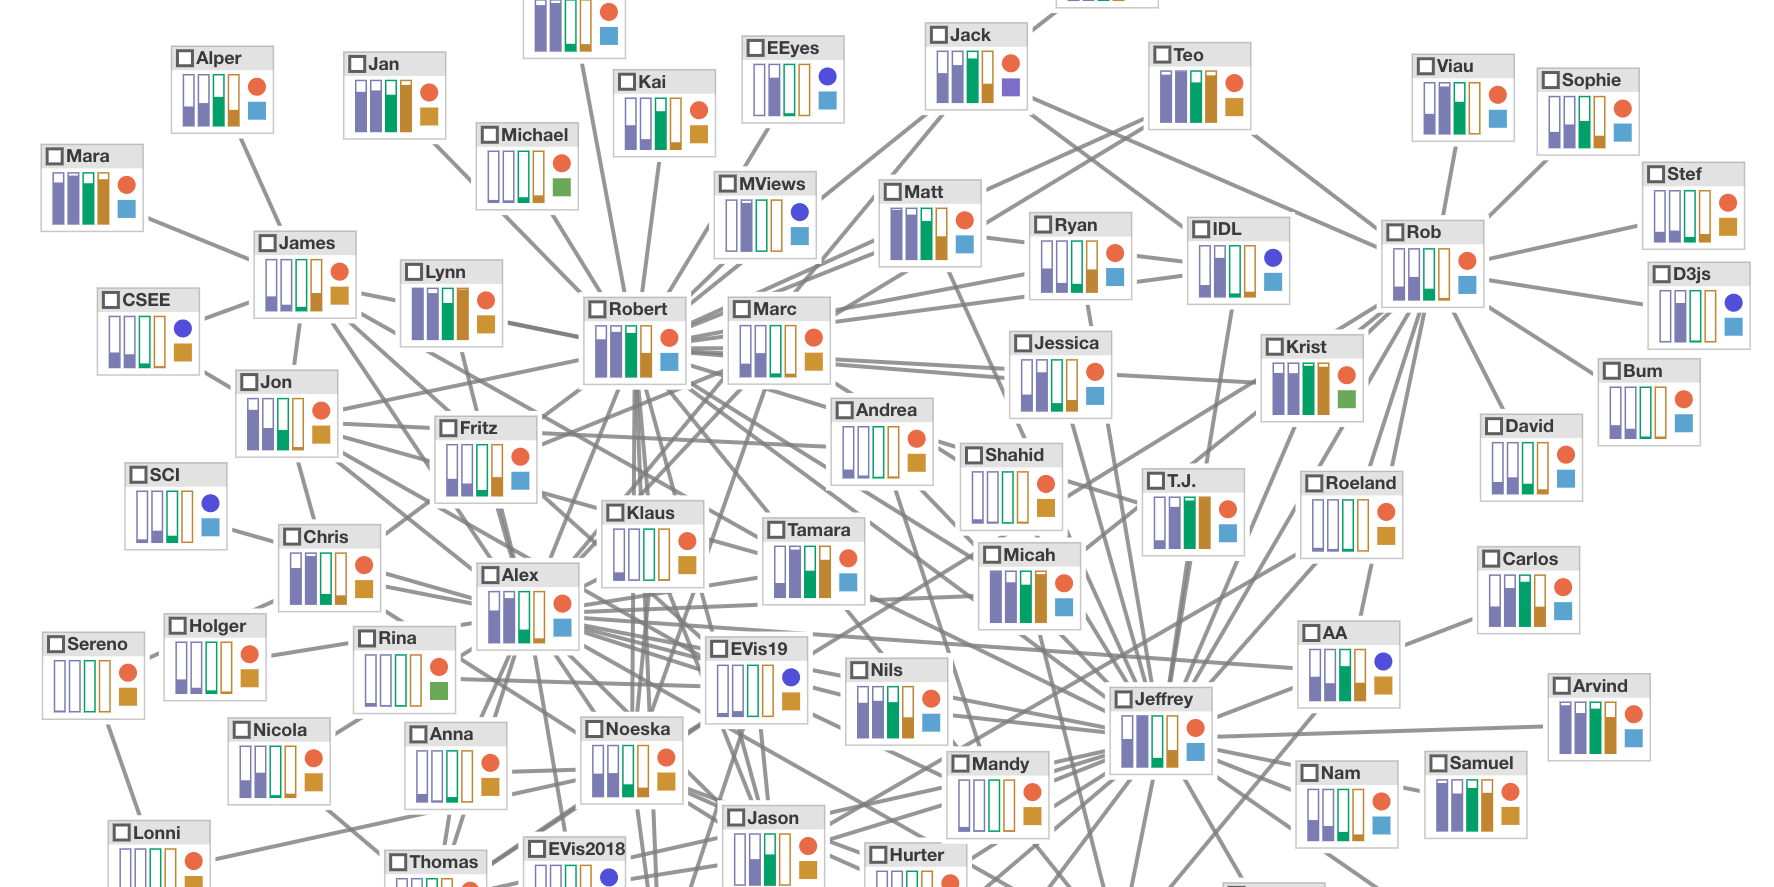 Jack
EEyes
Teo
Alper
Jan
Viau
Kai
Sophie
Michael
Mara
Stef
MViews
Matt
Ryan
IDL
Rob
James
Lynn
D3js
CSEE
Robert
Marc
Jessica
Krist
Bum
Jon
Andrea
David
Fritz
Shahid
SCI
T.J.
Roeland
Klaus
Tamara
Chris
Micah
Carlos
Alex
Holger
AA
Rina
Sereno
EVis19
Nils
Arvind
Jeffrey
Nicola
Noeska
Anna
Mandy
Samuel
Nam
Jason
Lonni
EVis2018
Hurter
Thomas